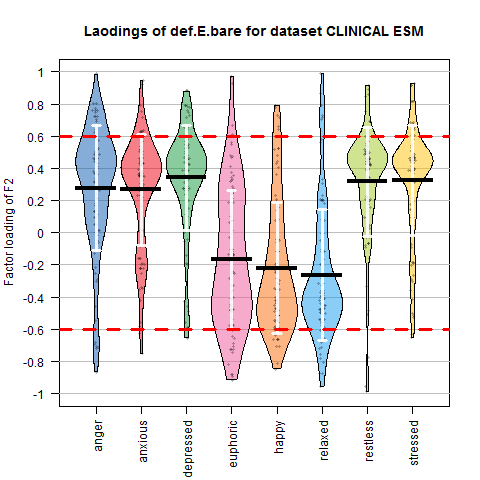 Laodings of def.E.bare for dataset CLINICAL ESM
Factor loading of F2
1
0.8
0.6
0.4
0.2
0
-0.2
-0.4
-0.6
-0.8
-1
anger
anxious
depressed
euphoric
happy
relaxed
restless
stressed